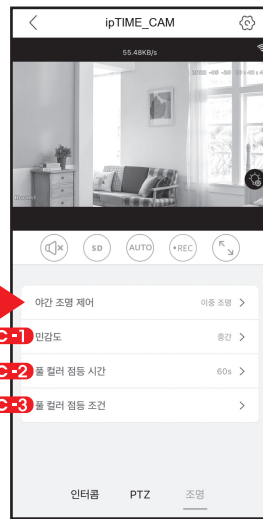 ipTIME_CAM
55.48KB/s
SD
AUTO
•REC
야간 조명 제어
이중 조명
C-1
민감도
중간
C-2
풀 컬러 점등 시간
60s
C-3
풀 컬러 점등 조건
인터콤
PTZ
조명